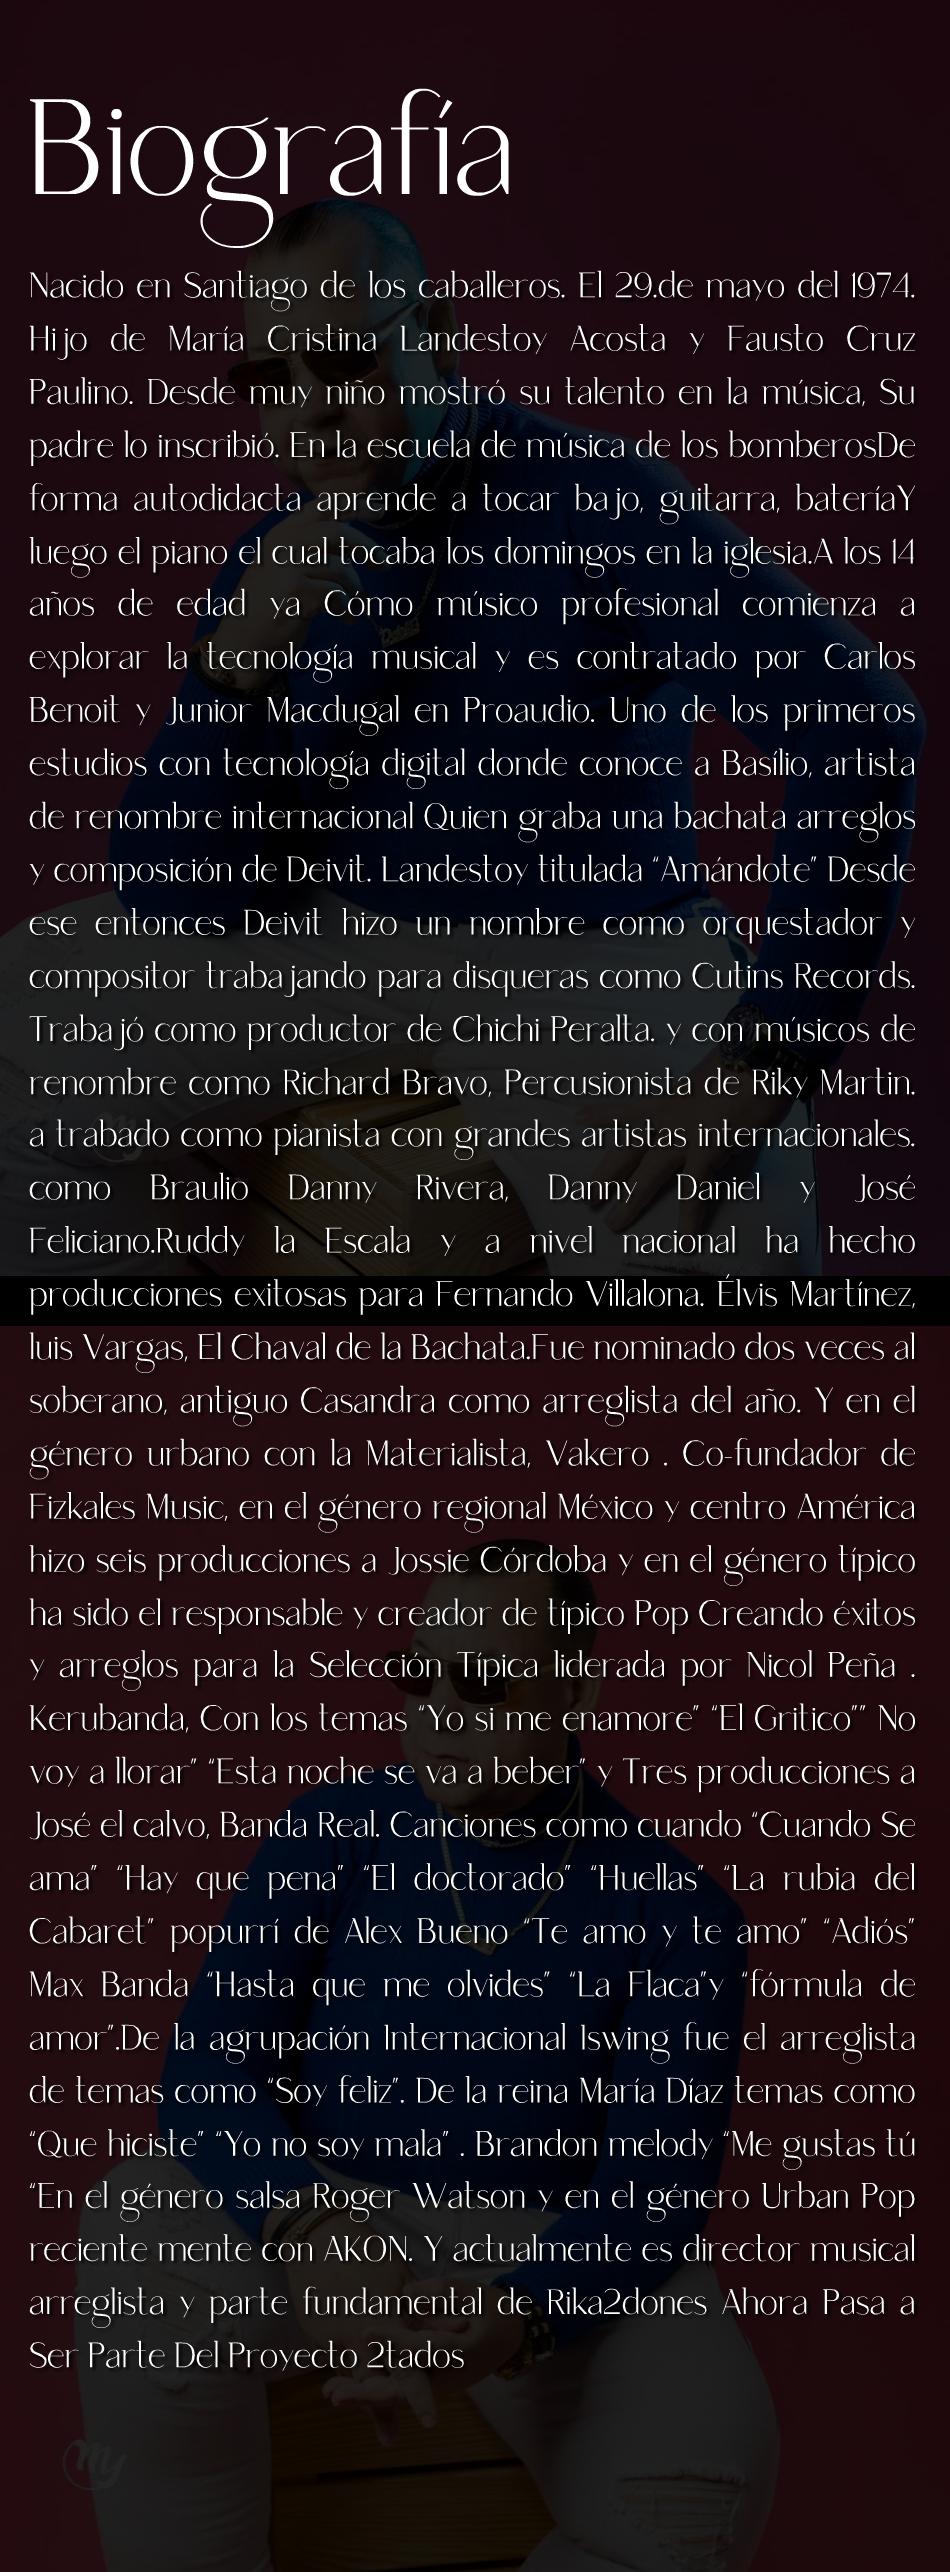 Biografía
Nacido en Santiago de los caballeros. El 29.de mayo del 1974.
Hijo de María Cristina Landestoy Acosta y Fausto Cruz
Paulino. Desde muy niño mostró su talento en la música, Su
padre lo inscribió. En la escuela de música de los bomberosDe
forma autodidacta aprende a tocar bajo, guitarra, bateríaY
luego el piano el cual tocaba los domingos en la iglesia.A los 14
años de edad ya Cómo músico profesional comienza a
explorar la tecnología musical y es contratado por Carlos
Benoit y Junior Macdugal en Proaudio. Uno de los primeros
estudios con tecnología digital donde conoce a Basílio, artista
de renombre internacional Quien graba una bachata arreglos
y composición de Deivit. Landestoy titulada “Amándote” Desde
ese entonces Deivit hizo un nombre como orquestador y
compositor trabajando para disqueras como Cutins Records.
Trabajó como productor de Chichi Peralta. y con músicos de
renombre como Richard Bravo, Percusionista de Riky Martin.
a trabado como pianista con grandes artistas internacionales.
como Braulio Danny Rivera, Danny Daniel y José
Feliciano.Ruddy la Escala y a nivel nacional ha hecho
producciones exitosas para Fernando Villalona. Élvis Martínez,
luis Vargas, El Chaval de la Bachata.Fue nominado dos veces al
soberano, antiguo Casandra como arreglista del año. Y en el
género urbano con la Materialista, Vakero . Co-fundador de
Fizkales Music, en el género regional México y centro América
hizo seis producciones a Jossie Córdoba y en el género típico
ha sido el responsable y creador de típico Pop Creando éxitos
y arreglos para la Selección Típica liderada por Nicol Peña .
Kerubanda, Con los temas “Yo si me enamore” “El Gritico”” No
voy a llorar” “Esta noche se va a beber” y Tres producciones a
José el calvo, Banda Real. Canciones como cuando “Cuando Se
ama” “Hay que pena” “El doctorado” “Huellas” “La rubia del
Cabaret” popurrí de Alex Bueno “Te amo y te amo” “Adiós”
Max Banda “Hasta que me olvides” “La Flaca”y “fórmula de
amor”.De la agrupación Internacional Iswing fue el arreglista
de temas como “Soy feliz”. De la reina María Díaz temas como
“Que hiciste” “Yo no soy mala” . Brandon melody “Me gustas tú
“En el género salsa Roger Watson y en el género Urban Pop
reciente mente con AKON. Y actualmente es director musical
arreglista y parte fundamental de Rika2dones Ahora Pasa a
Ser Parte Del Proyecto 2tados
my